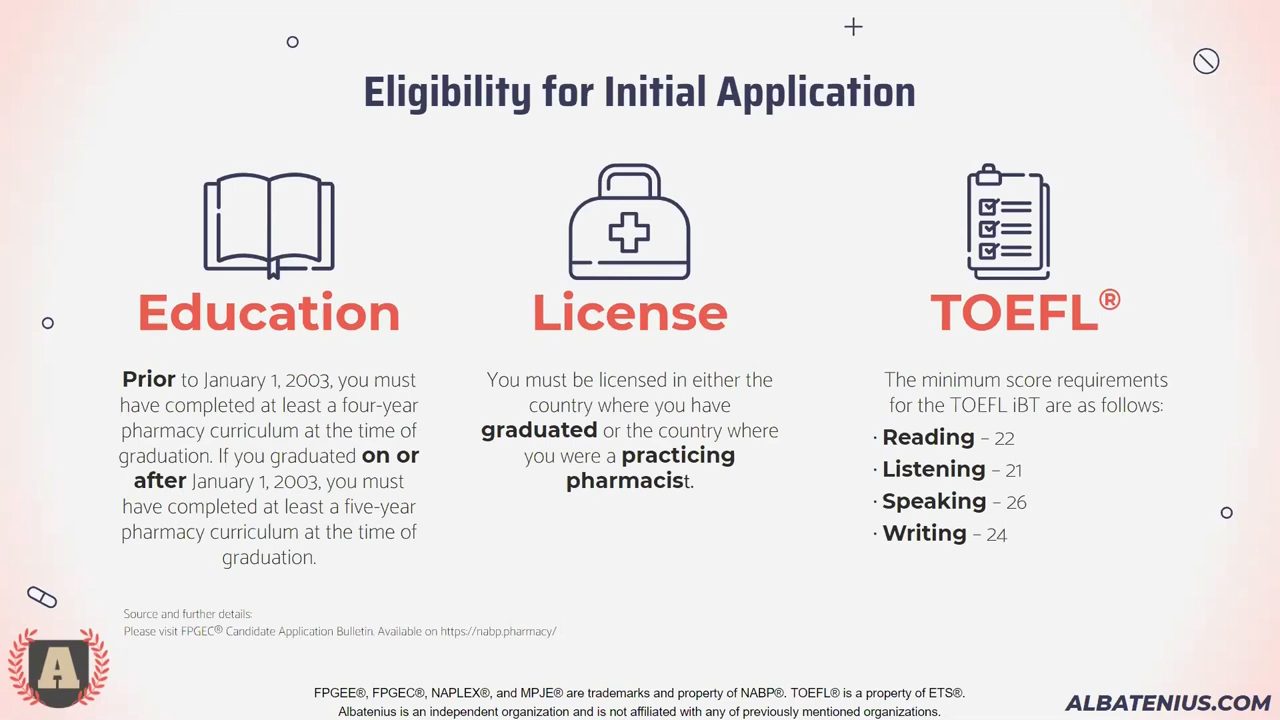 Eligibility for Initial Application
Education
Prior to January 1, 2003, you must
have completed at least a four-year
pharmacy curriculum at the time of
graduation. If you graduated on or
after January 1, 2003, you must
have completed at least a five-year
pharmacy curriculum at the time of
graduation.
License
You must be licensed in either the
country where you have
graduated or the country where
you were a practicing
pharmacist.
TOEFL®
The minimum score requirements
for the TOEFL iBT are as follows:
· Reading – 22
· Listening – 21
· Speaking – 26
· Writing – 24
Source and further details:
Please visit FPGEC® Candidate Application Bulletin. Available on https://nabp.pharmacy/
A
FPGEE®, FPGEC®, NAPLEX®, and MPJE® are trademarks and property of NABP®. TOEFL® is a property of ETS®.
Albatenius is an independent organization and is not affiliated with any of previously mentioned organizations.
ALBATENIUS.COM